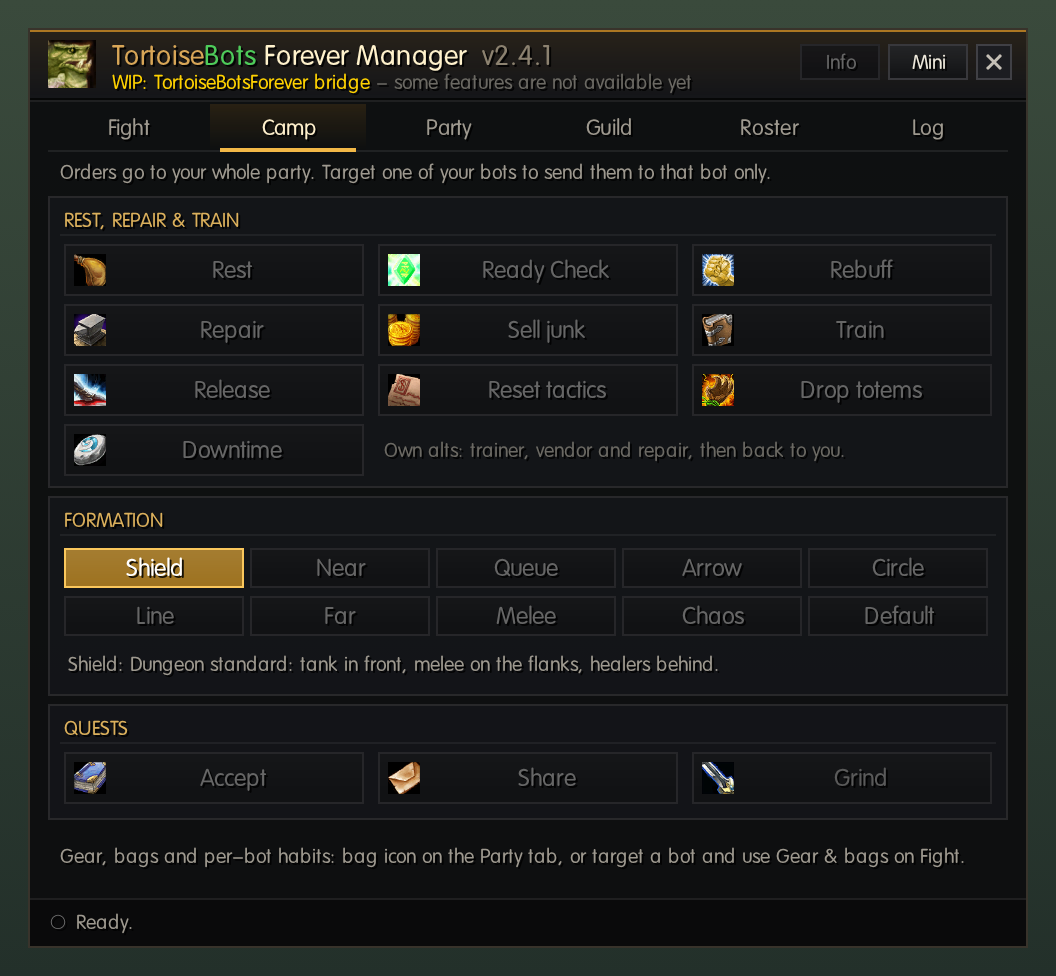 TortoiseBots Forever Manager v2.4.1
Info
Mini
WIP: TortoiseBotsForever bridge – some features are not available yet
Fight Camp Party Guild Roster Log
Orders go to your whole party. Target one of your bots to send them to that bot only.
REST, REPAIR & TRAIN
Rest Ready Check Rebuff
Repair Sell junk Train
Release Reset tactics Drop totems
Downtime Own alts: trainer, vendor and repair, then back to you.
FORMATION
Shield Near Queue Arrow Circle
Line Far Melee Chaos Default
Shield: Dungeon standard: tank in front, melee on the flanks, healers behind.
QUESTS
Accept Share Grind
Gear, bags and per–bot habits: bag icon on the Party tab, or target a bot and use Gear & bags on Fight.
Ready.